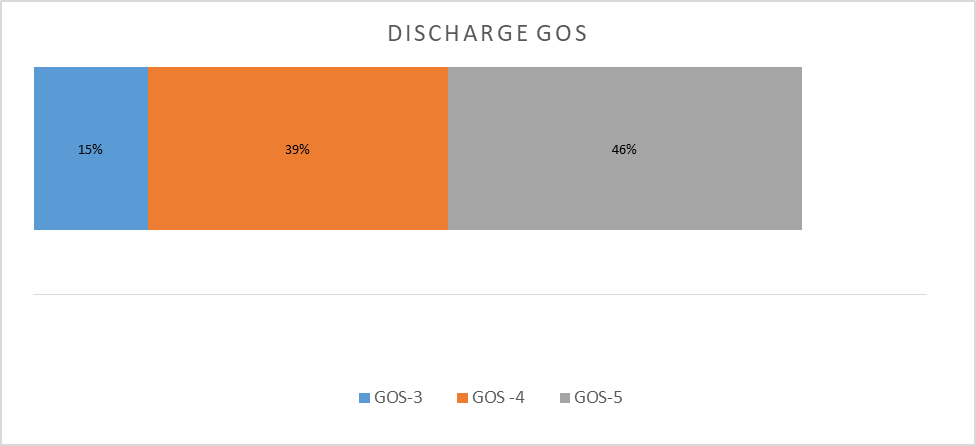 DISCHARGE GOS
15% 39% 46%
GOS-3 GOS -4 GOS-5